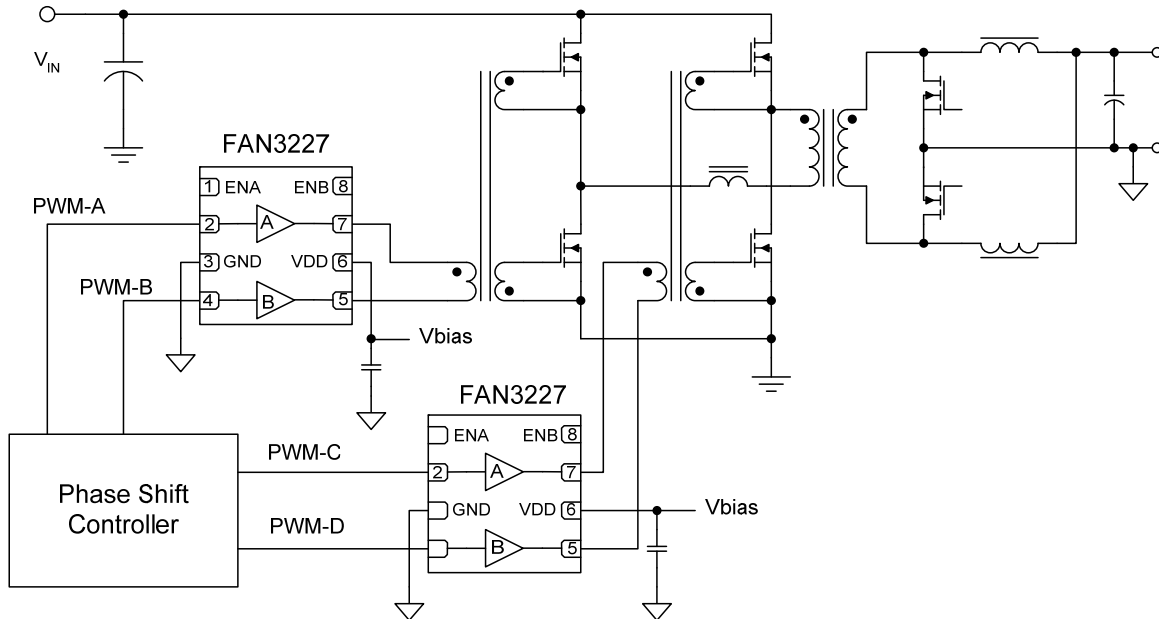 VIN
FAN3227
1 ENA ENB 8
PWM-A
2 A 7
3 GND VDD 6
PWM-B
4 B 5
Vbias
FAN3227
ENA ENB 8
PWM-C
2 A 7
Phase Shift
Controller
GND VDD 6
Vbias
PWM-D
B 5